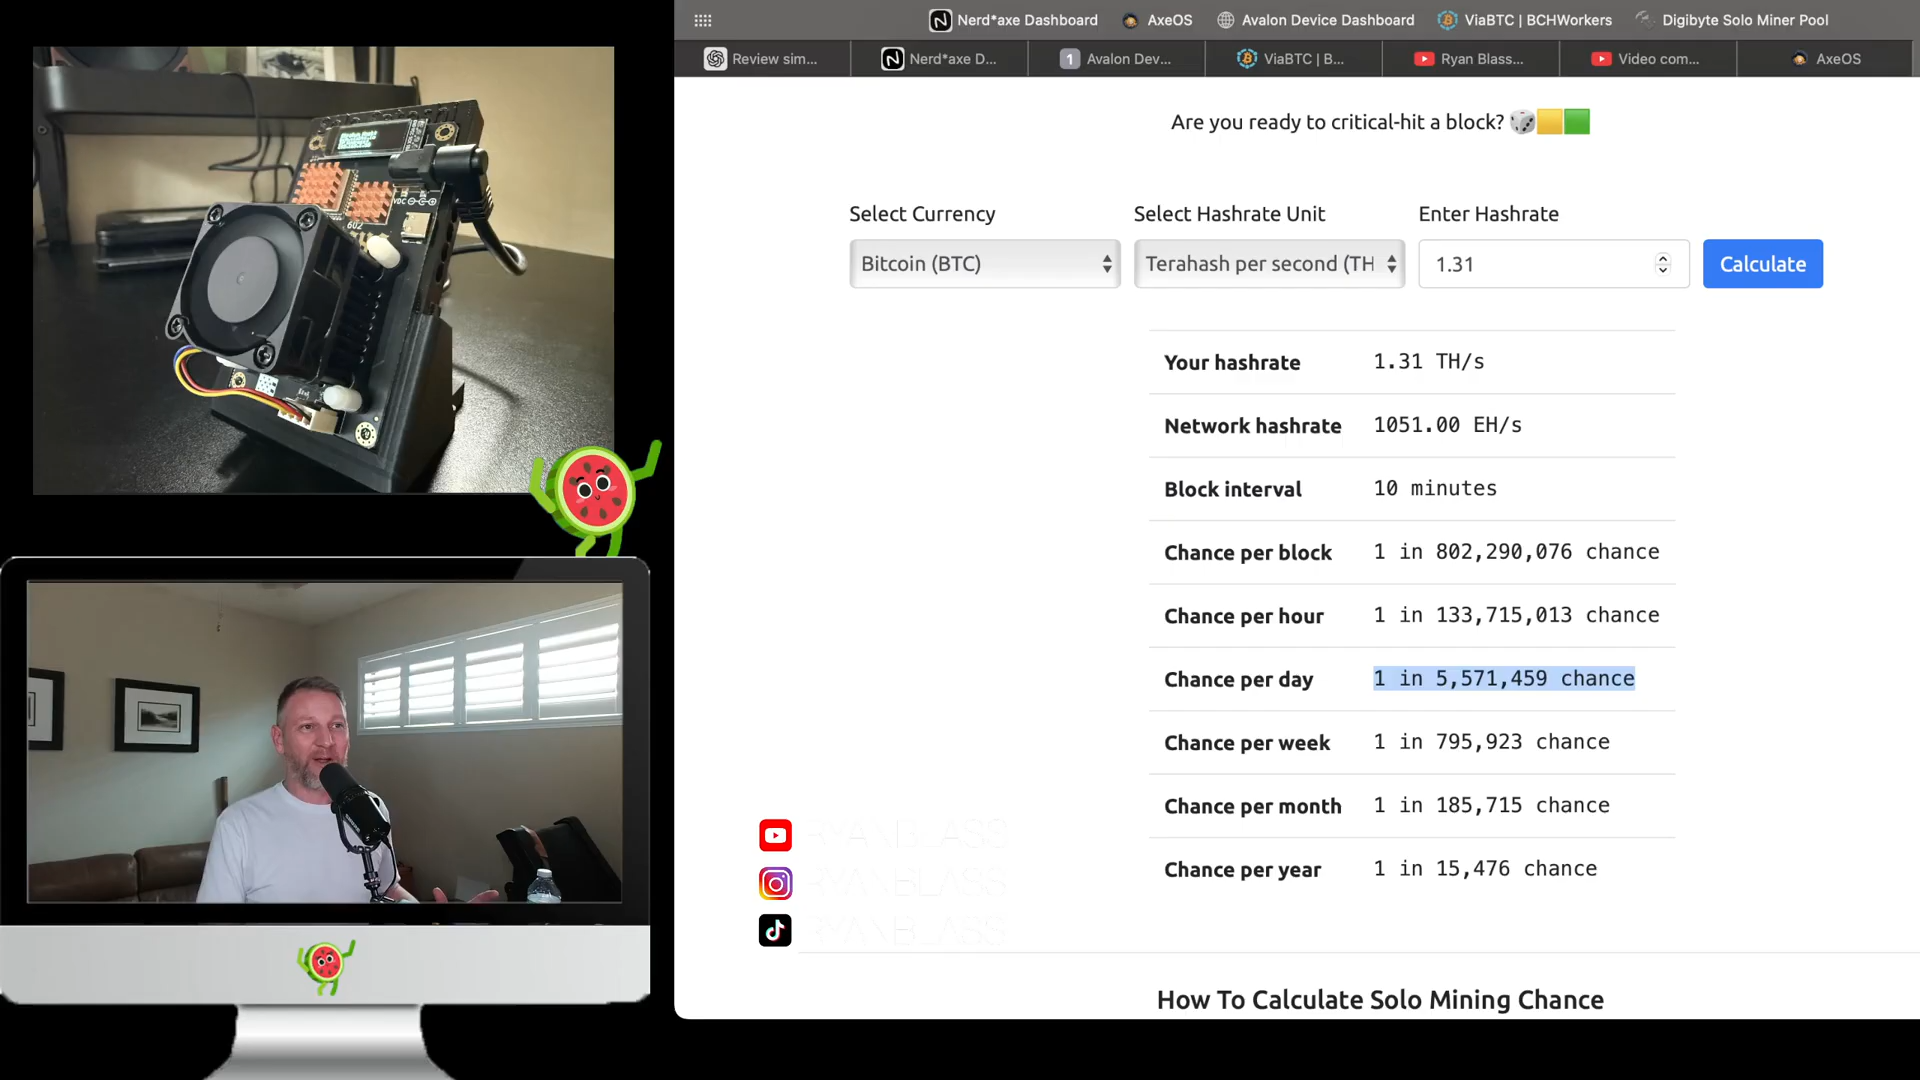 Nerd*axe Dashboard AxeOS Avalon Device Dashboard ViaBTC | BCHWorkers Digibyte Solo Miner Pool
Review sim... Nerd*axe D... 1 Avalon Dev... ViaBTC | B... Ryan Blass... Video com... AxeOS
Are you ready to critical-hit a block?
Select Currency Select Hashrate Unit Enter Hashrate
Bitcoin (BTC) Terahash per second (TH 1.31 Calculate
Your hashrate 1.31 TH/s
Network hashrate 1051.00 EH/s
Block interval 10 minutes
Chance per block 1 in 802,290,076 chance
Chance per hour 1 in 133,715,013 chance
Chance per day 1 in 5,571,459 chance
Chance per week 1 in 795,923 chance
Chance per month 1 in 185,715 chance
Chance per year 1 in 15,476 chance
RYANBLASS
RYANBLASS
RYANBLASS
How To Calculate Solo Mining Chance